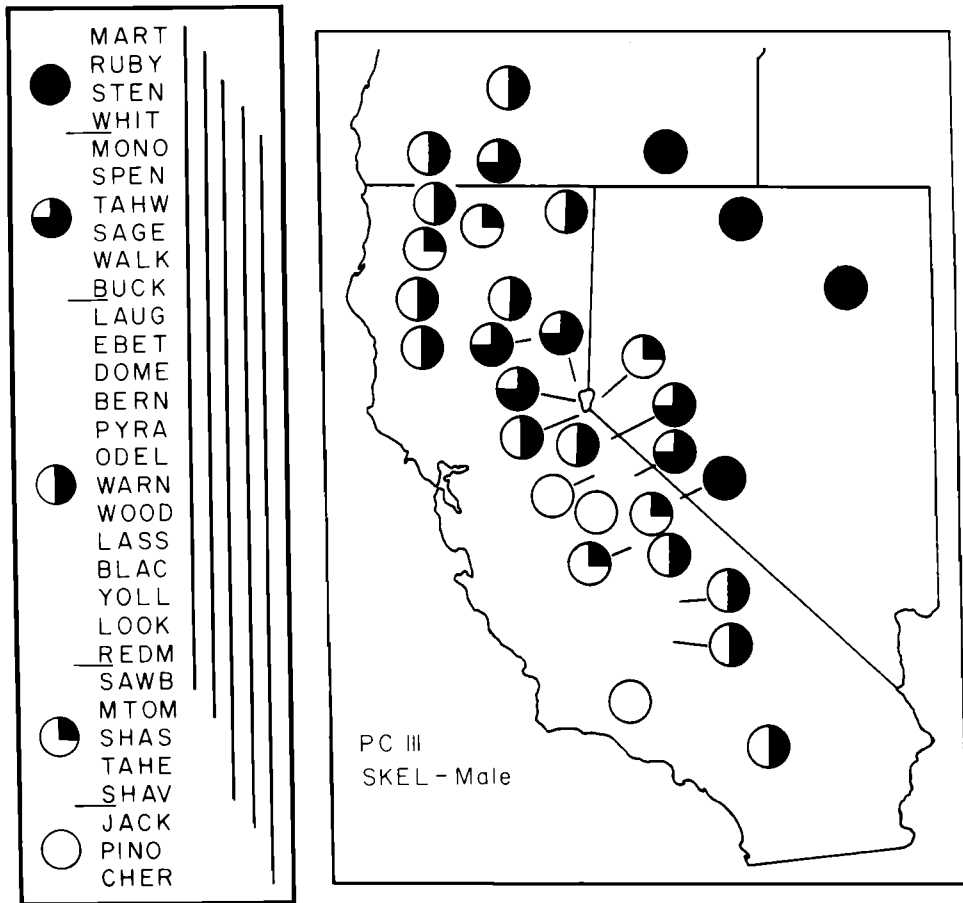 MART
RUBY
STEN
WHIT
MONO
SPEN
TAHW
SAGE
WALK
BUCK
LAUG
EBET
DOME
BERN
PYRA
ODEL
WARN
WOOD
LASS
BLAC
YOLL
LOOK
REDM
SAWB
MTOM
SHAS
TAHE
SHAV
JACK
PINO
CHER
PC III
SKEL-Male